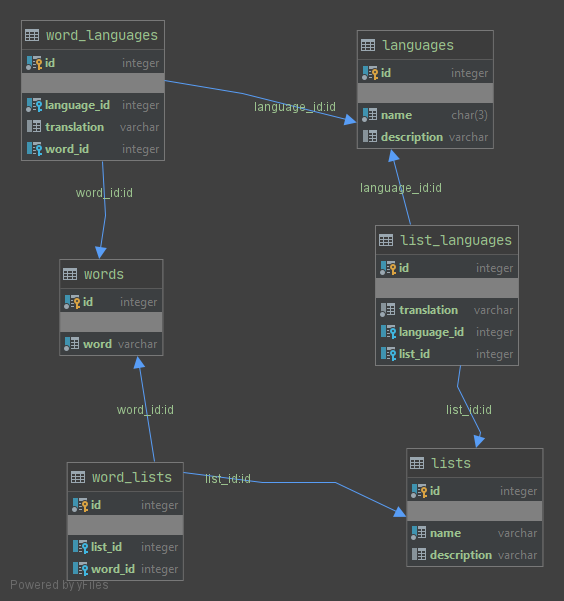 word_languages
id integer
language_id integer
translation varchar
word_id integer
languages
id integer
name char(3)
description varchar
language_id:id
language_id:id
word_id:id
list_languages
id integer
translation varchar
language_id integer
list_id integer
words
id integer
word varchar
word_id:id
list_id:id
lists
id integer
name varchar
description varchar
word_lists
id integer
list_id integer
word_id integer
list_id:id
Powered by yFiles